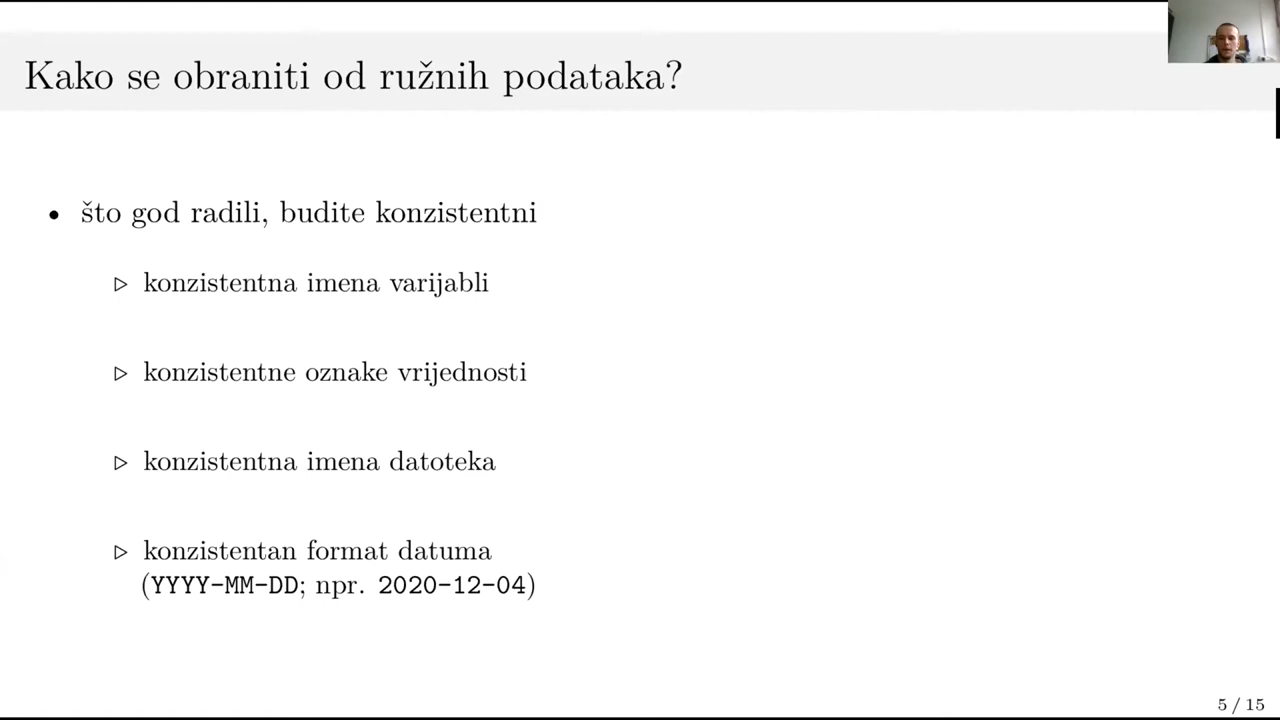 Kako se obraniti od ružnih podataka?
• što god radili, budite konzistentni
▷ konzistentna imena varijabli
▷ konzistentne oznake vrijednosti
▷ konzistentna imena datoteka
▷ konzistentan format datuma
(YYYY-MM-DD; npr. 2020-12-04)
5 / 15